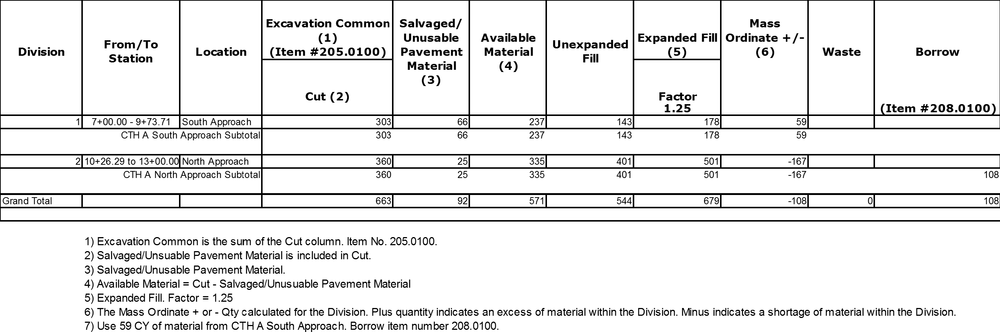 Division
From/To
Station
Location
Excavation Common
(1)
(Item #205.0100)
Cut (2)
Salvaged/
Unusable
Pavement
Material
(3)
Available
Material
(4)
Unexpanded
Fill
Expanded Fill
(5)
Factor
1.25
Mass
Ordinate +/-
(6)
Waste
Borrow
(Item #208.0100)
1 7+00.00 - 9+73.71 South Approach 303 66 237 143 178 59
CTH A South Approach Subtotal 303 66 237 143 178 59
2 10+26.29 to 13+00.00 North Approach 360 25 335 401 501 -167
CTH A North Approach Subtotal 360 25 335 401 501 -167 108
Grand Total 663 92 571 544 679 -108 0 108
1) Excavation Common is the sum of the Cut column. Item No. 205.0100.
2) Salvaged/Unsuable Pavement Material is included in Cut.
3) Salvaged/Unusable Pavement Material.
4) Available Material = Cut - Salvaged/Unusuable Pavement Material
5) Expanded Fill. Factor = 1.25
6) The Mass Ordinate + or - Qty calculated for the Division. Plus quantity indicates an excess of material within the Division. Minus indicates a shortage of material within the Division.
7) Use 59 CY of material from CTH A South Approach. Borrow item number 208.0100.